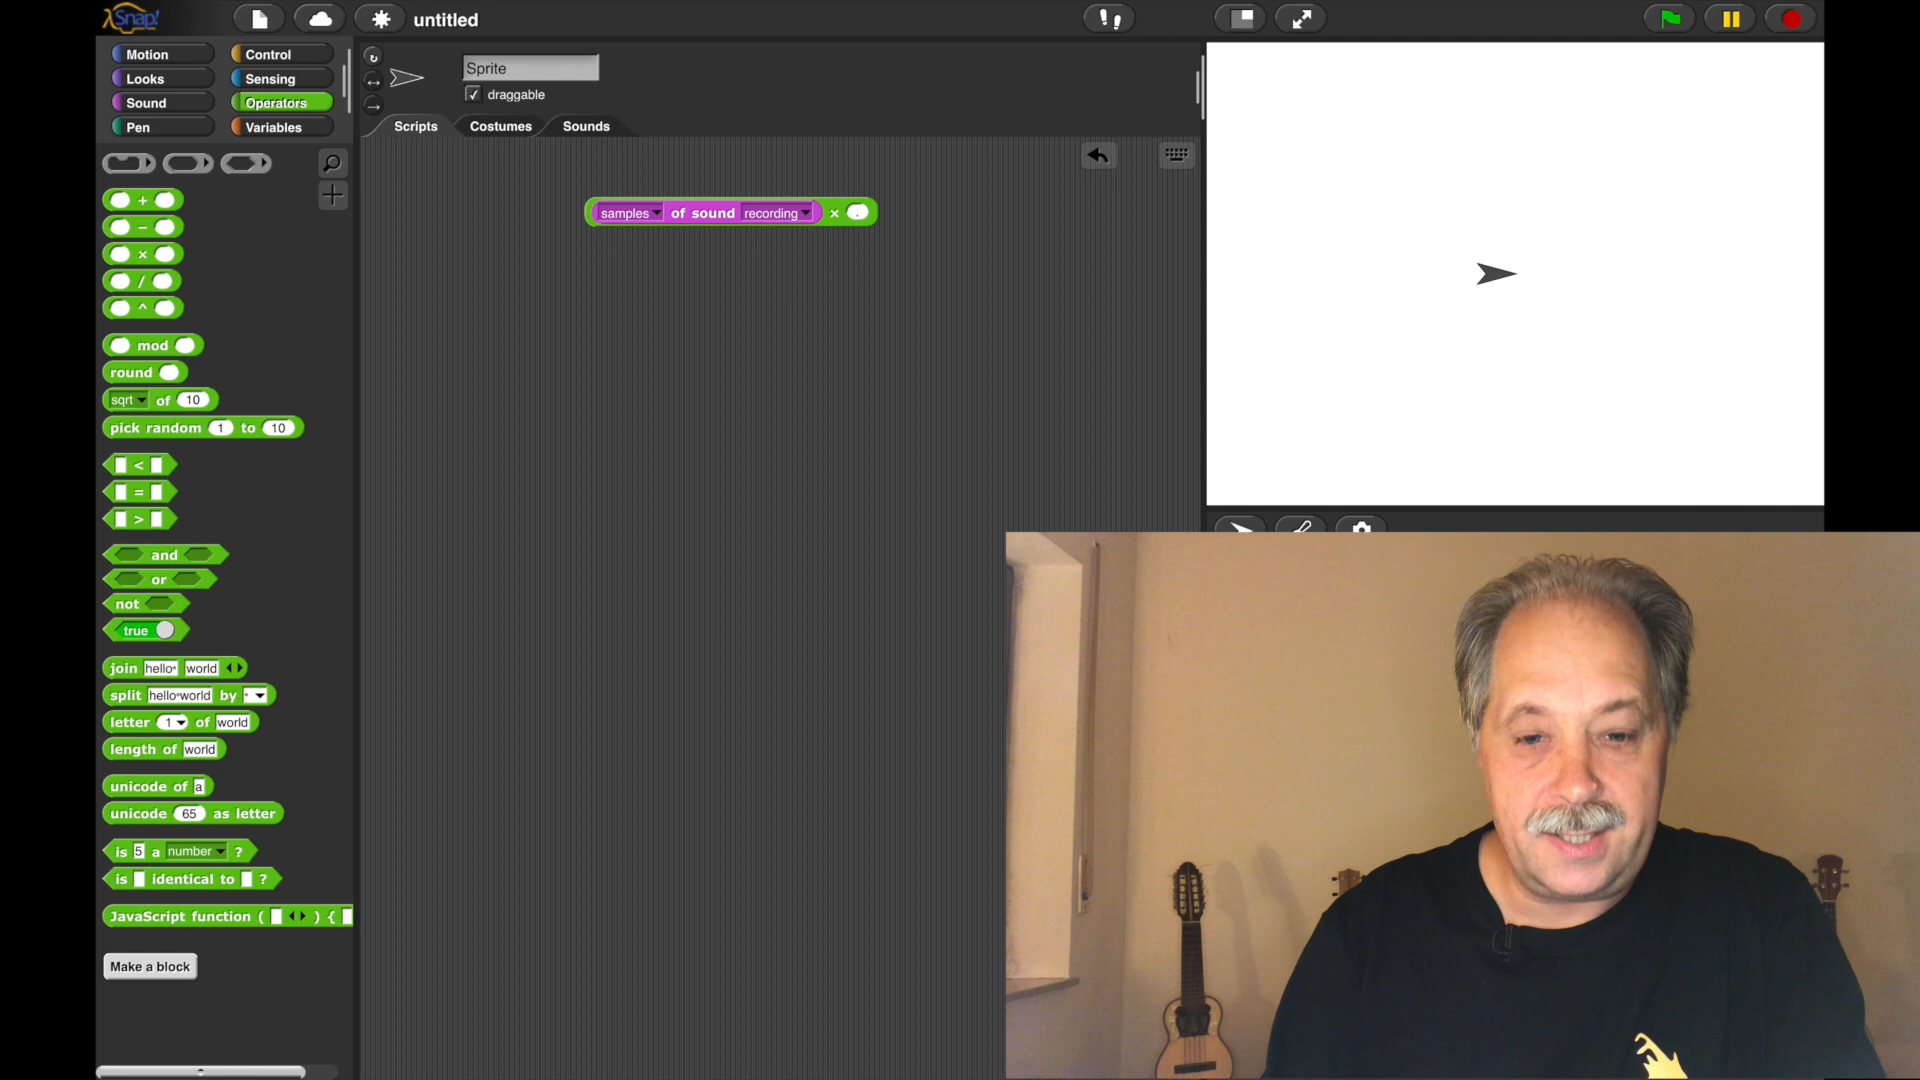 λSnap!
untitled
Motion
Control
Looks
Sensing
Sound
Operators
Pen
Variables
Sprite
draggable
Scripts
Costumes
Sounds
samples of sound recording × .
+
−
×
/
^
mod
round
sqrt of 10
pick random 1 to 10
<
=
>
and
or
not
true
join hello world
split hello world by
letter 1 of world
length of world
unicode of a
unicode 65 as letter
is 5 a number ?
is identical to ?
JavaScript function ( ) {
Make a block